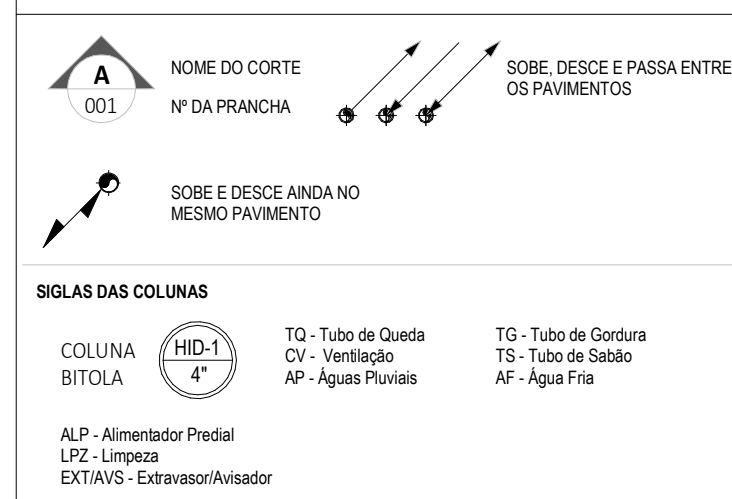 A
001
NOME DO CORTE
Nº DA PRANCHA
SOBE, DESCE E PASSA ENTRE
OS PAVIMENTOS
SOBE E DESCE AINDA NO
MESMO PAVIMENTO
SIGLAS DAS COLUNAS
COLUNA
BITOLA
HID-1
4"
TQ - Tubo de Queda
CV - Ventilação
AP - Águas Pluviais
TG - Tubo de Gordura
TS - Tubo de Sabão
AF - Água Fria
ALP - Alimentador Predial
LPZ - Limpeza
EXT/AVS - Extravasor/Avisador